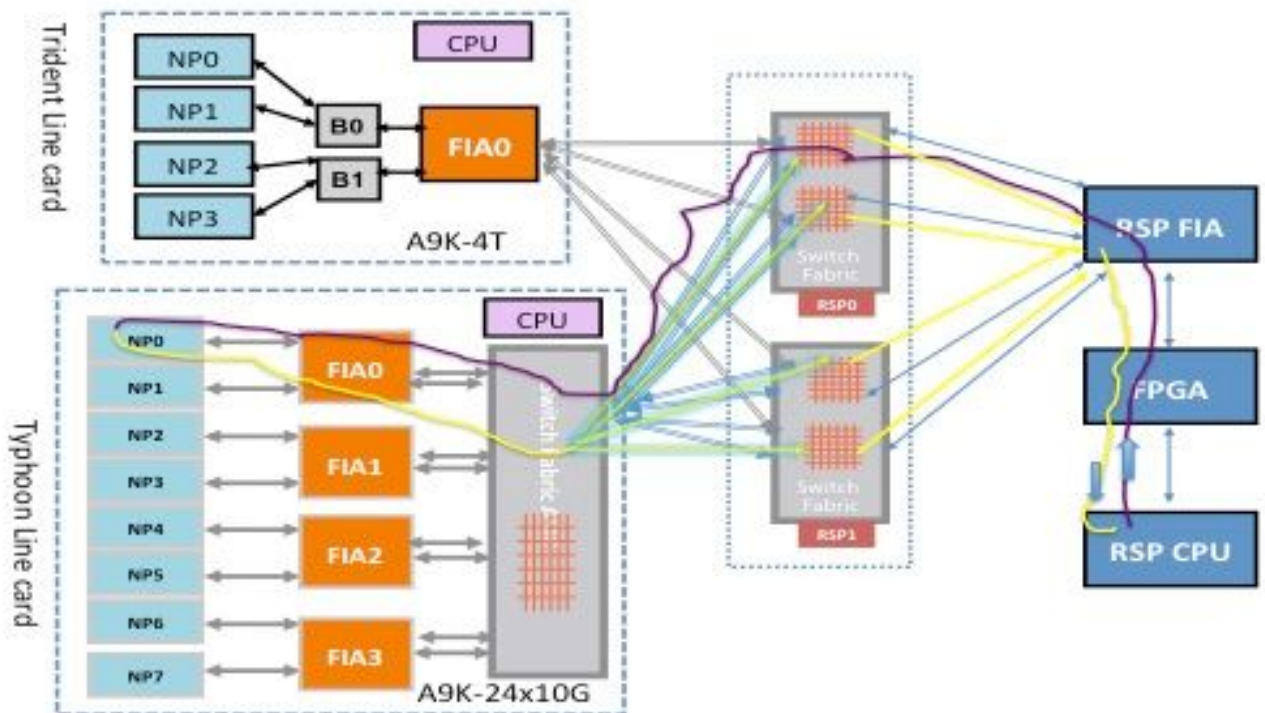 Trident Line card
CPU
NP0
NP1
NP2
NP3
B0
B1
FIA0
A9K-4T
Typhoon Line card
CPU
NP0
NP1
NP2
NP3
NP4
NP5
NP6
NP7
FIA0
FIA1
FIA2
FIA3
Switch Fabric
A9K-24x10G
Switch
Fabric
RSP0
Switch
Fabric
RSP1
RSP FIA
FPGA
RSP CPU